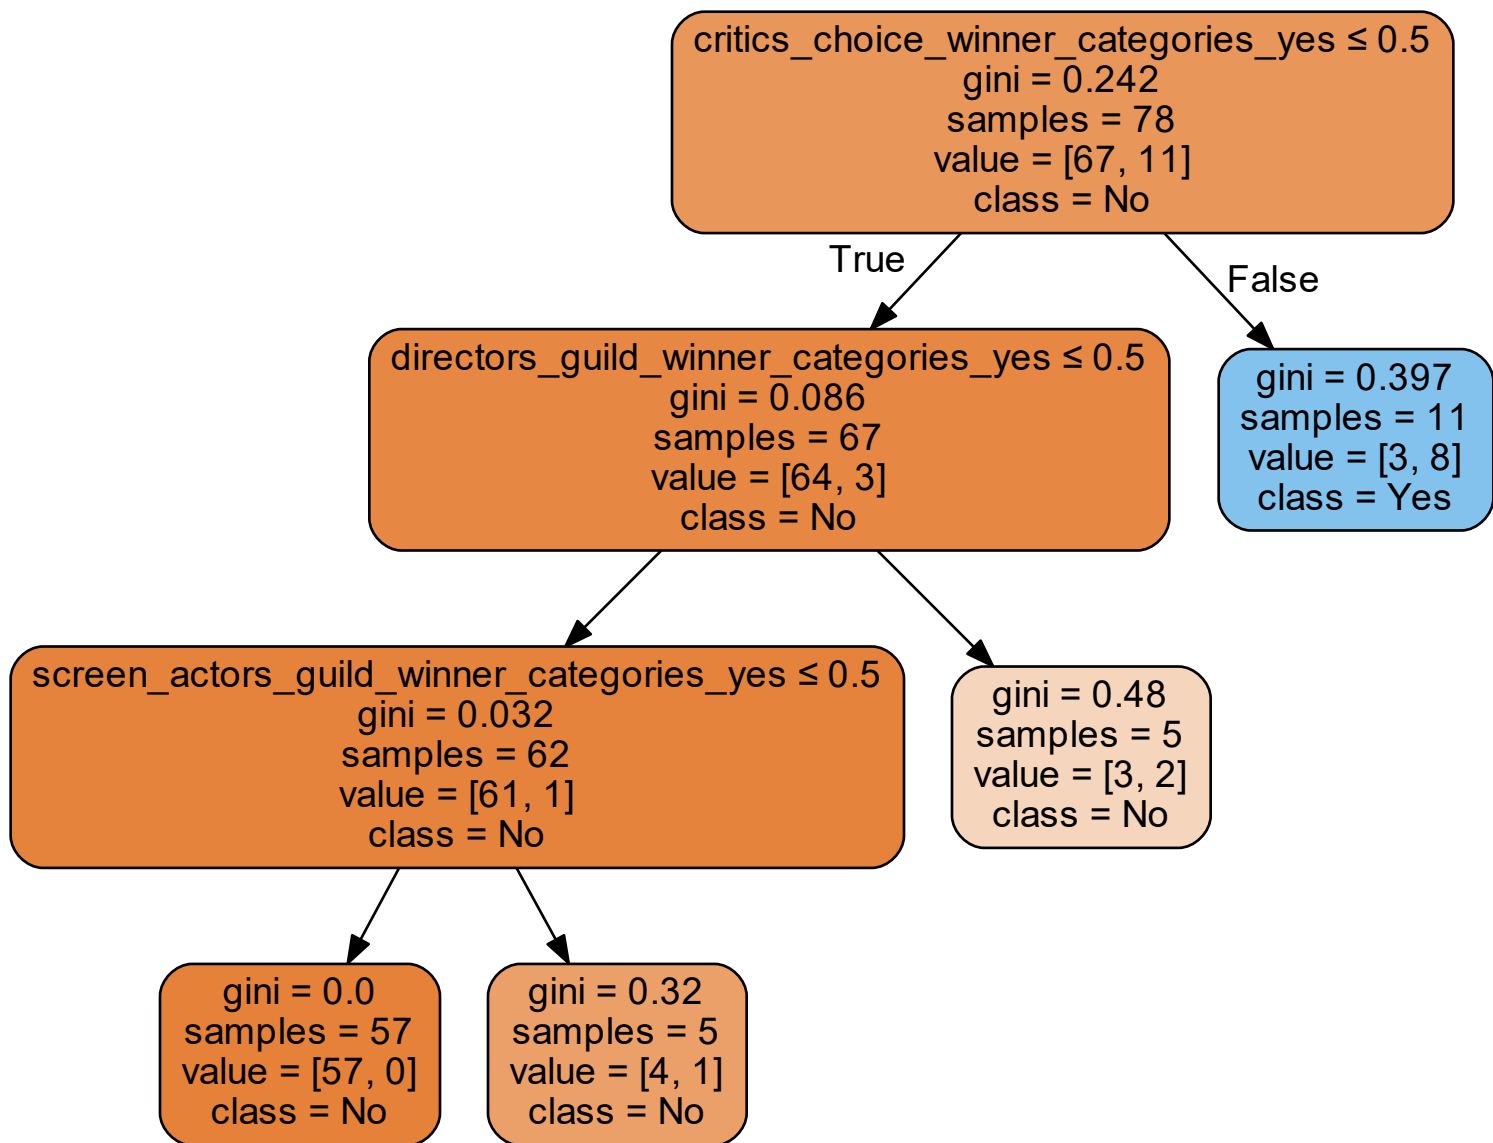 critics_choice_winner_categories_yes ≤ 0.5
gini = 0.242
samples = 78
value = [67, 11]
class = No
True
False
directors_guild_winner_categories_yes ≤ 0.5
gini = 0.086
samples = 67
value = [64, 3]
class = No
gini = 0.397
samples = 11
value = [3, 8]
class = Yes
screen_actors_guild_winner_categories_yes ≤ 0.5
gini = 0.032
samples = 62
value = [61, 1]
class = No
gini = 0.48
samples = 5
value = [3, 2]
class = No
gini = 0.0
samples = 57
value = [57, 0]
class = No
gini = 0.32
samples = 5
value = [4, 1]
class = No